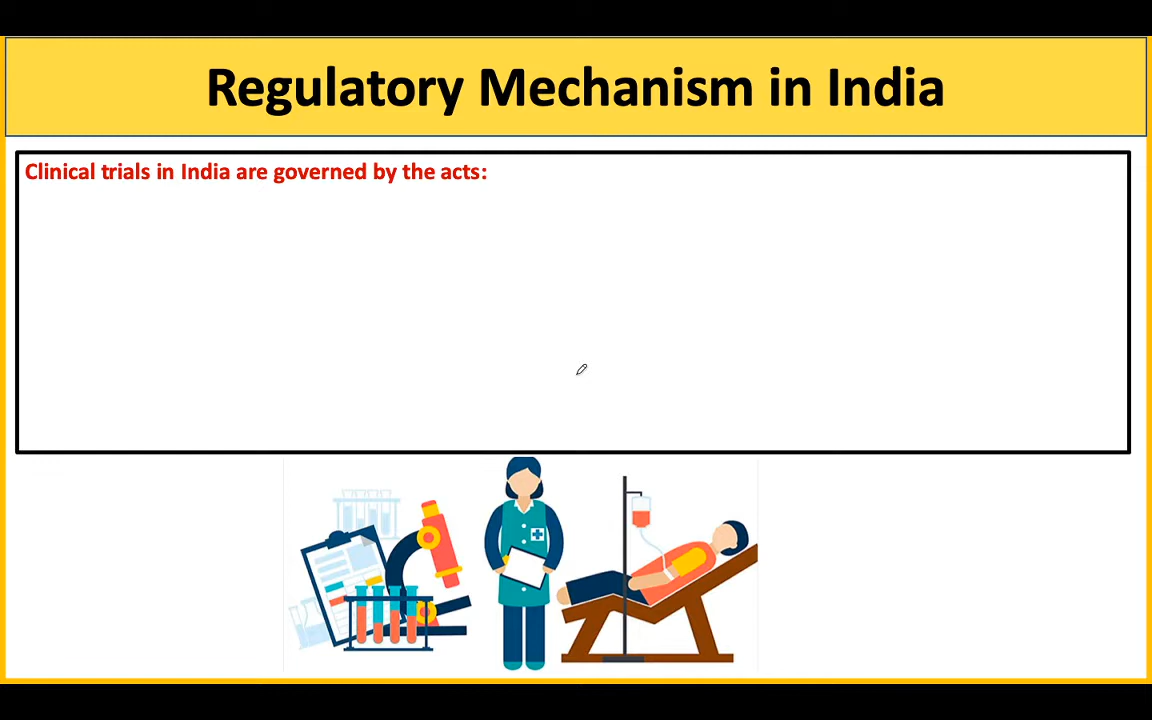 Regulatory Mechanism in India
Clinical trials in India are governed by the acts: